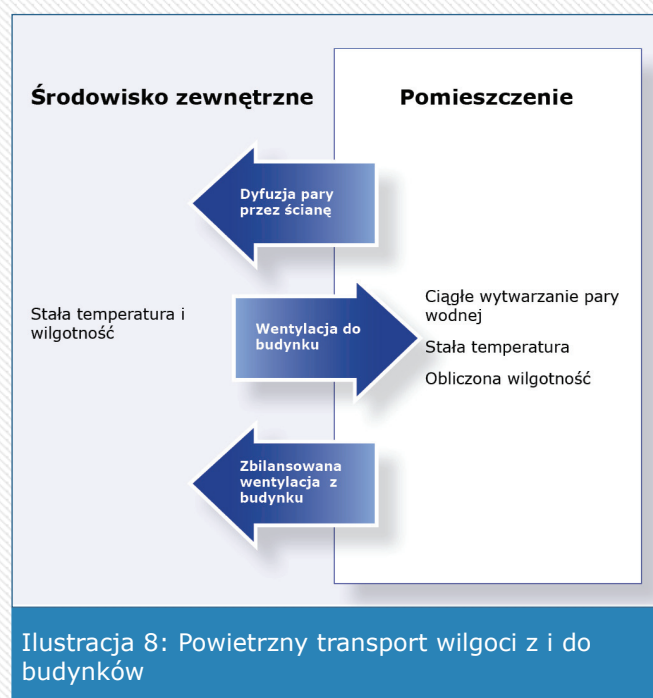 Środowisko zewnętrzne
Pomieszczenie
Dyfuzja pary
przez ścianę
Stała temperatura i
wilgotność
Wentylacja do
budynku
Ciągłe wytwarzanie pary
wodnej
Stała temperatura
Obliczona wilgotność
Zbilansowana
wentylacja z
budynku
Ilustracja 8: Powietrzny transport wilgoci z i do
budynków